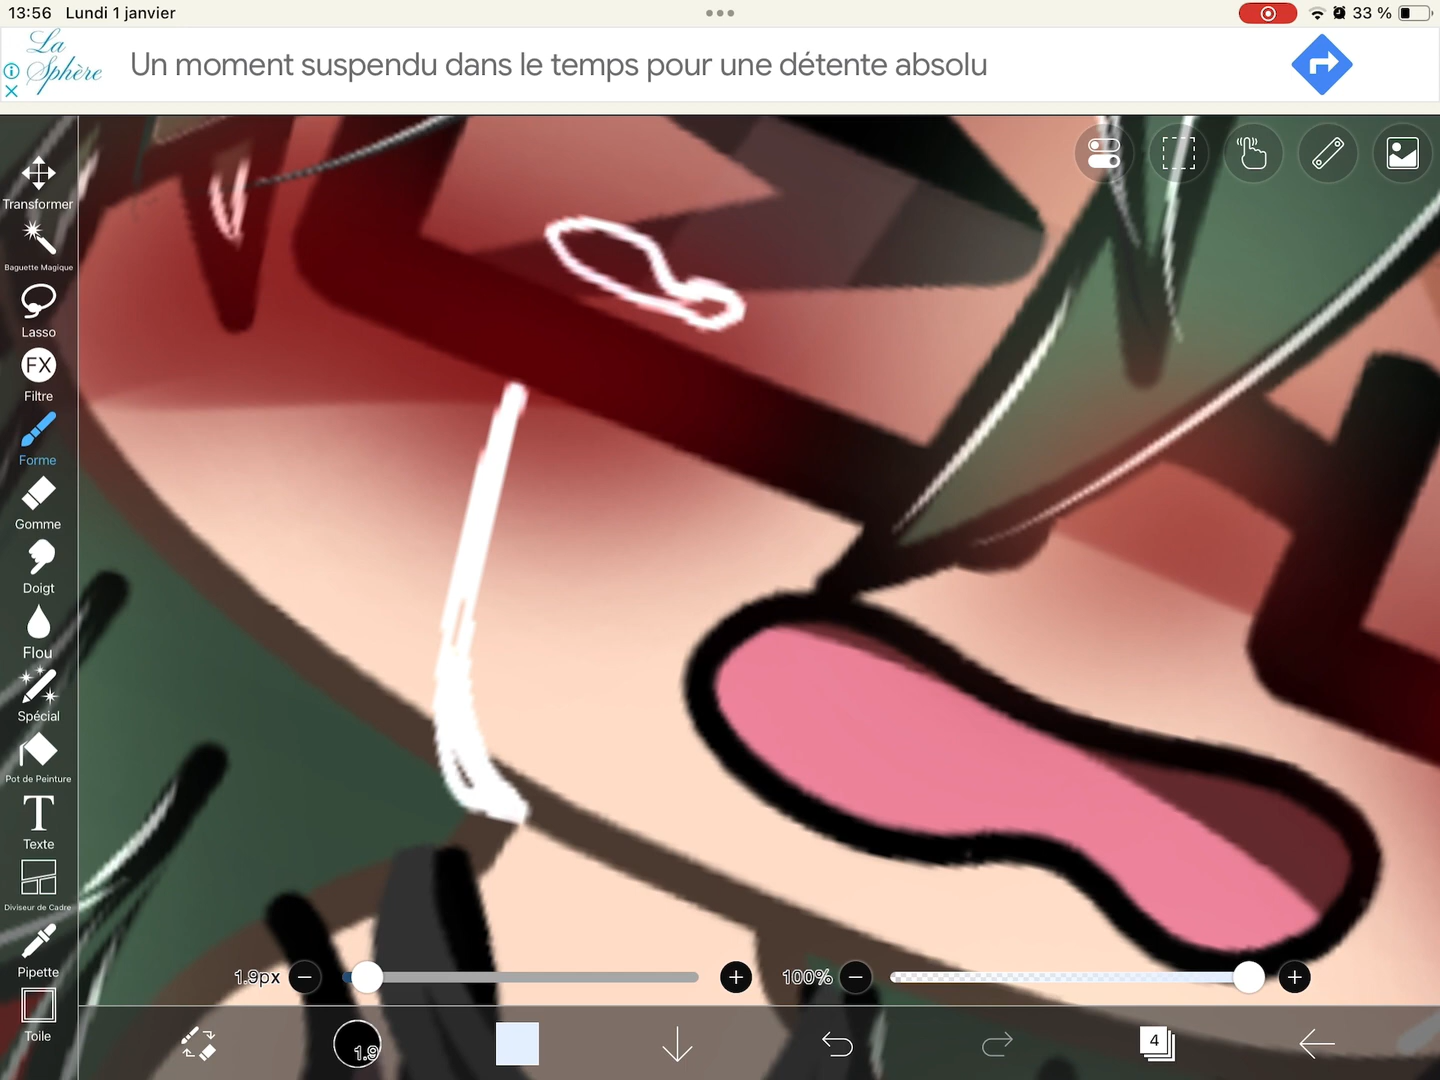 13:56 Lundi 1 janvier
33 %
La Sphère
Un moment suspendu dans le temps pour une détente absolu
Transformer
Baguette Magique
Lasso
FX
Filtre
Forme
Gomme
Doigt
Flou
Spécial
Pot de Peinture
T
Texte
Diviseur de Cadre
Pipette
Toile
1.9px
100%
1.9
4